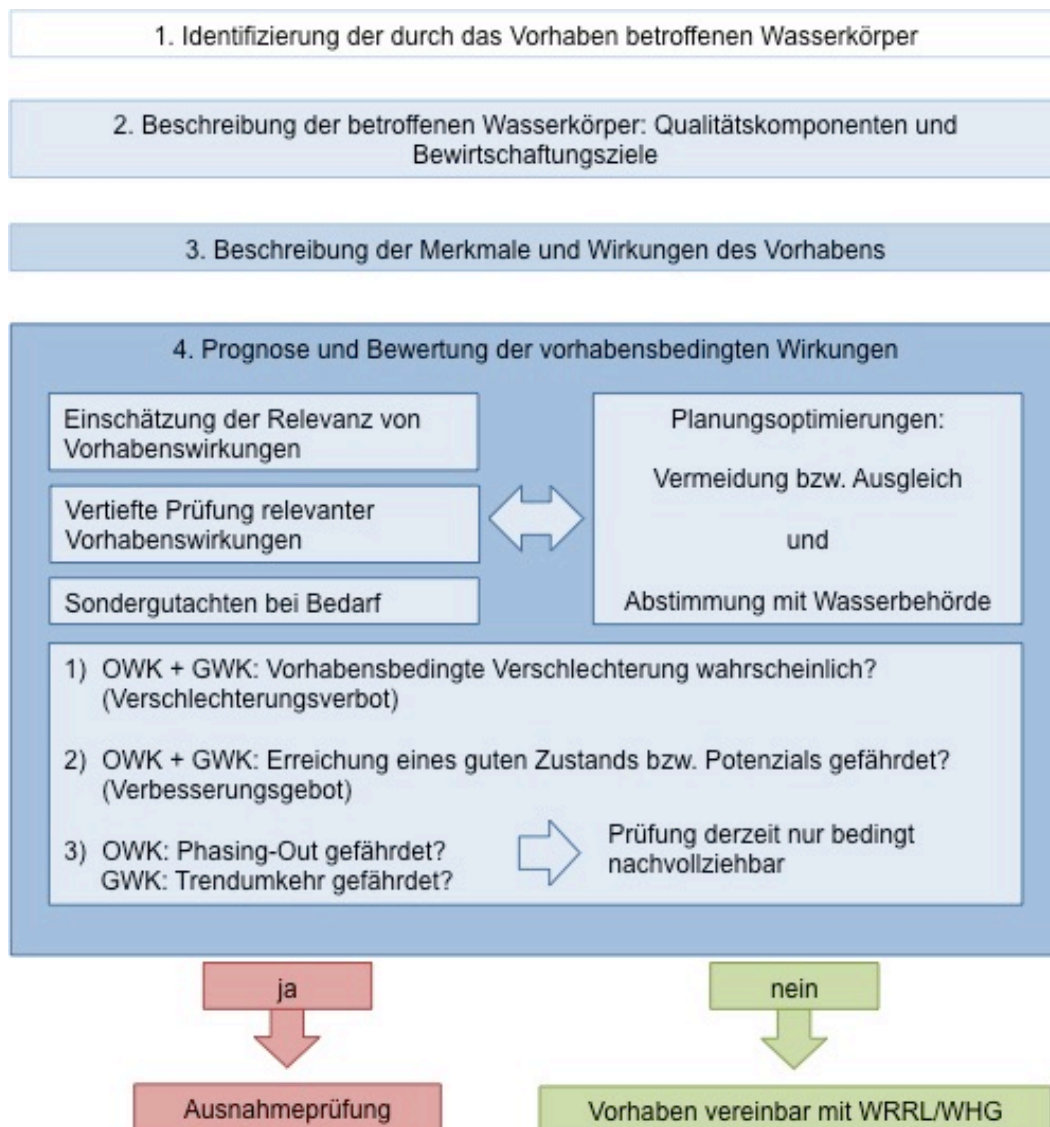 1. Identifizierung der durch das Vorhaben betroffenen Wasserkörper
2. Beschreibung der betroffenen Wasserkörper: Qualitätskomponenten und
Bewirtschaftungsziele
3. Beschreibung der Merkmale und Wirkungen des Vorhabens
4. Prognose und Bewertung der vorhabensbedingten Wirkungen
Einschätzung der Relevanz von
Vorhabenswirkungen
Vertiefte Prüfung relevanter
Vorhabenswirkungen
Sondergutachten bei Bedarf
Planungsoptimierungen:
Vermeidung bzw. Ausgleich
und
Abstimmung mit Wasserbehörde
1) OWK + GWK: Vorhabensbedingte Verschlechterung wahrscheinlich?
(Verschlechterungsverbot)
2) OWK + GWK: Erreichung eines guten Zustands bzw. Potenzials gefährdet?
(Verbesserungsgebot)
3) OWK: Phasing-Out gefährdet?
GWK: Trendumkehr gefährdet?
Prüfung derzeit nur bedingt
nachvollziehbar
ja
nein
Ausnahmeprüfung
Vorhaben vereinbar mit WRRL/WHG